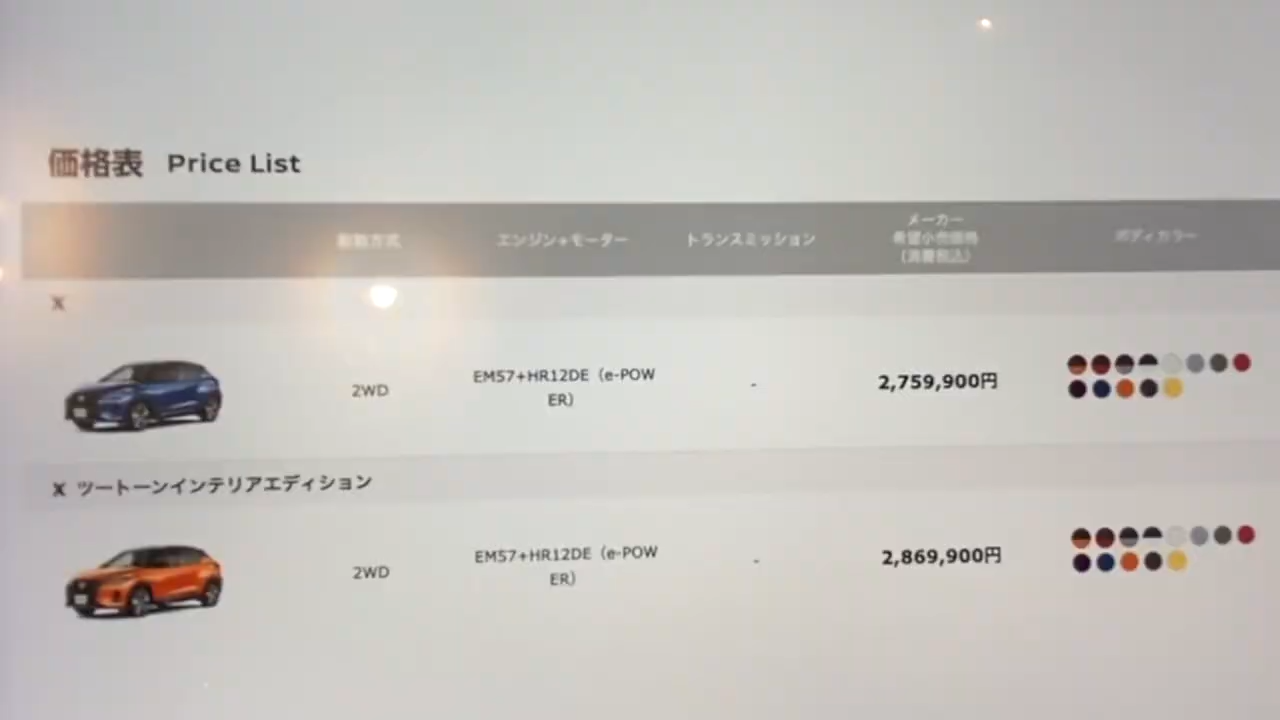 価格表 Price List
駆動方式
エンジン+モーター
トランスミッション
メーカー
希望小売価格
(消費税込)
ボディカラー
X
2WD
EM57+HR12DE（e-POW
ER）
-
2,759,900円
X ツートーンインテリアエディション
2WD
EM57+HR12DE（e-POW
ER）
-
2,869,900円